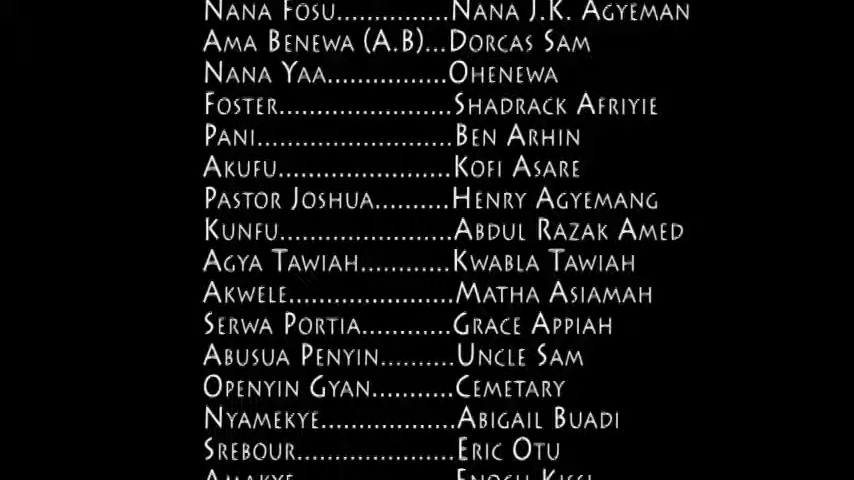 Nana Fosu...............Nana J.K. Agyeman
Ama Benewa (A.B)...Dorcas Sam
Nana Yaa................Ohenewa
Foster.......................Shadrack Afriyie
Pani..........................Ben Arhin
Akufu.......................Kofi Asare
Pastor Joshua..........Henry Agyemang
Kunfu.......................Abdul Razak Amed
Agya Tawiah............Kwabla Tawiah
Akwele......................Matha Asiamah
Serwa Portia............Grace Appiah
Abusua Penyin..........Uncle Sam
Openyin Gyan...........Cemetary
Nyamekye..................Abigail Buadi
Srebour.....................Eric Otu